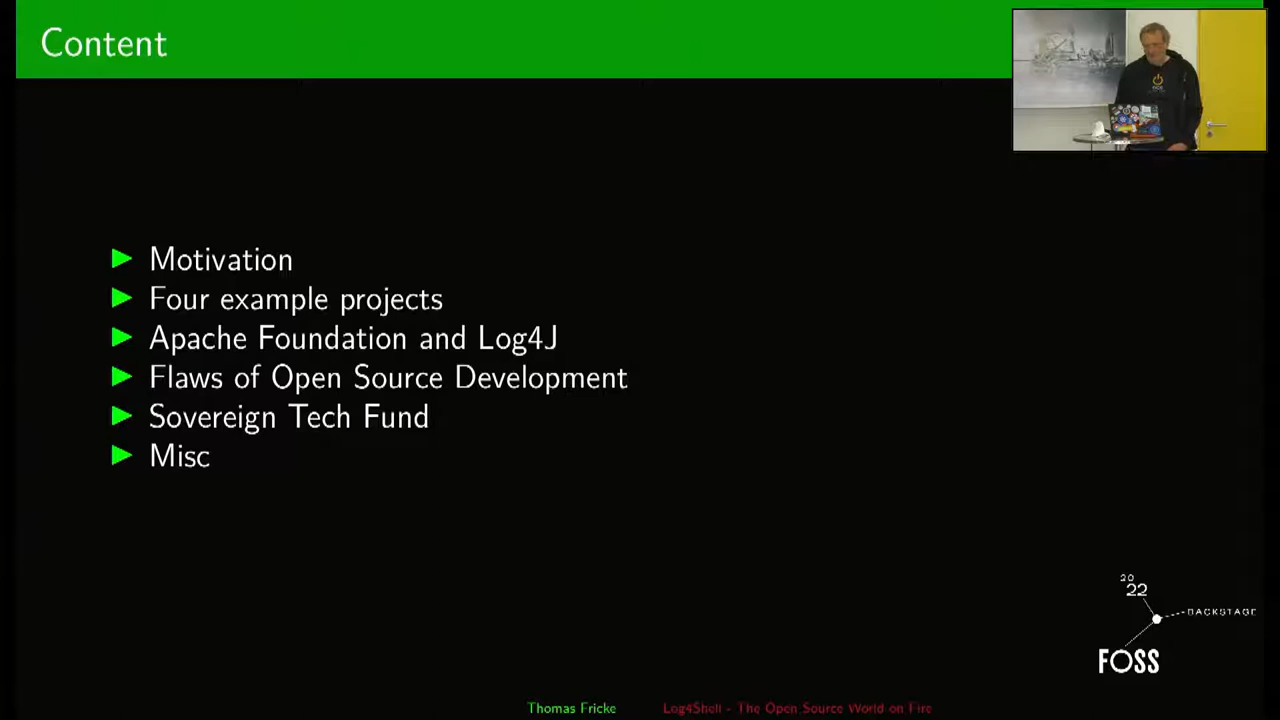 Content
Motivation
Four example projects
Apache Foundation and Log4J
Flaws of Open Source Development
Sovereign Tech Fund
Misc
20
22
BACKSTAGE
FOSS
Thomas Fricke
Log4Shell - The Open Source World on Fire